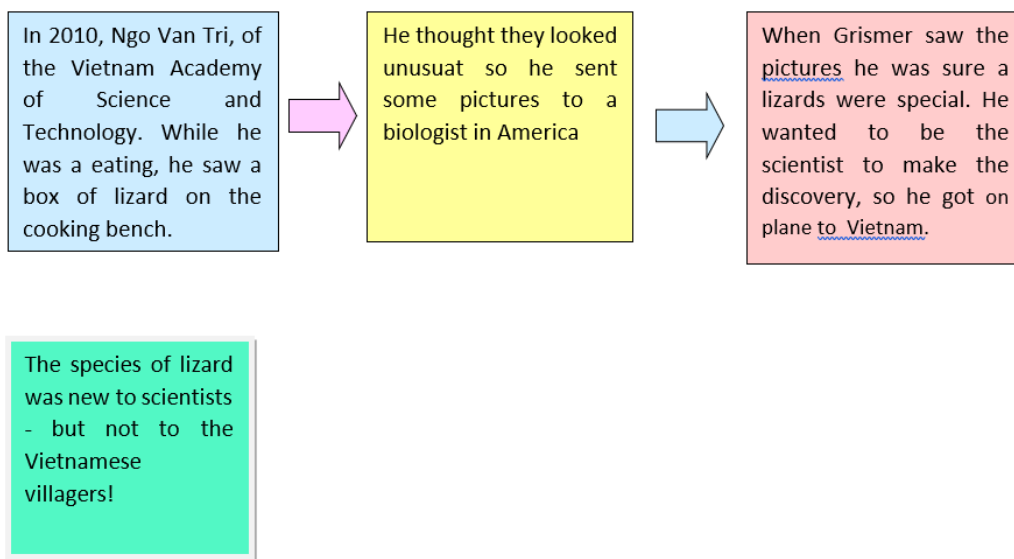 In 2010, Ngo Van Tri, of
the Vietnam Academy
of Science and
Technology. While he
was a eating, he saw a
box of lizard on the
cooking bench.
He thought they looked
unusuat so he sent
some pictures to a
biologist in America
When Grismer saw the
pictures he was sure a
lizards were special. He
wanted to be the
scientist to make the
discovery, so he got on
plane to Vietnam.
The species of lizard
was new to scientists
- but not to the
Vietnamese
villagers!